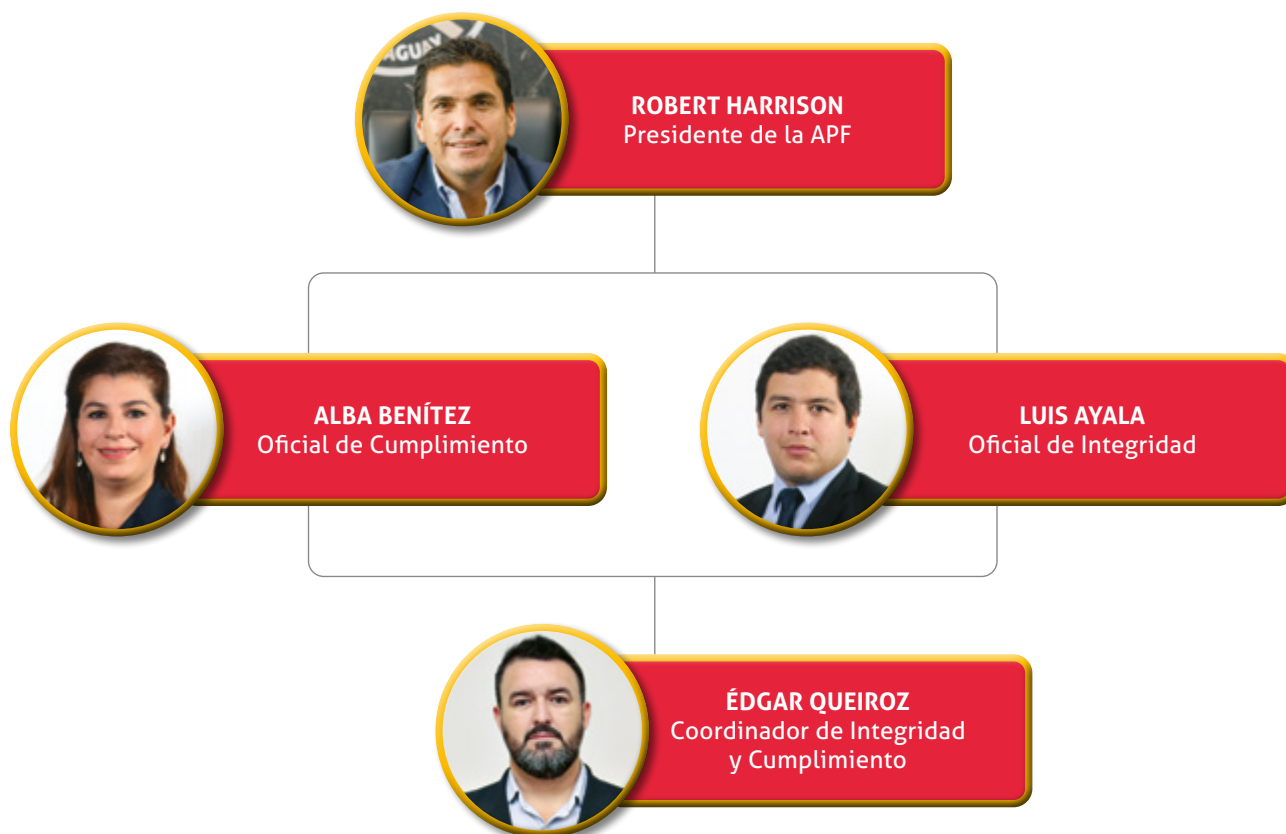 AGUAY
ROBERT HARRISON
Presidente de la APF
ALBA BENÍTEZ
Oficial de Cumplimiento
LUIS AYALA
Oficial de Integridad
ÉDGAR QUEIROZ
Coordinador de Integridad
y Cumplimiento